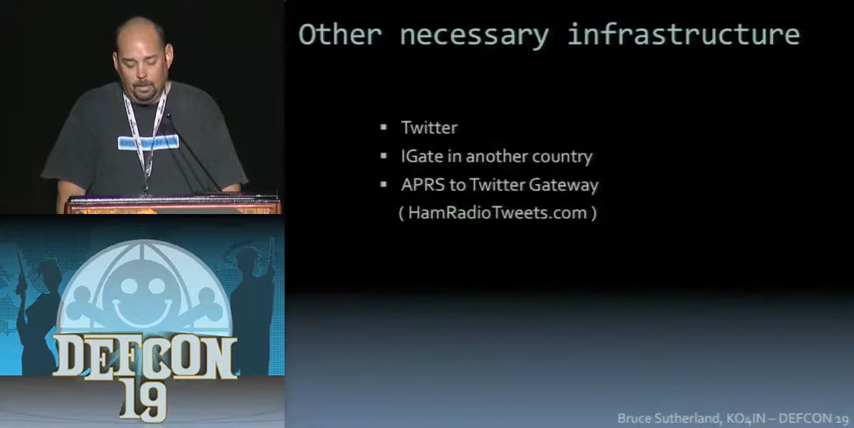 Other necessary infrastructure
▪ Twitter
▪ IGate in another country
▪ APRS to Twitter Gateway
( HamRadioTweets.com )
DEFCON
19
Bruce Sutherland, KO4IN – DEFCON 19